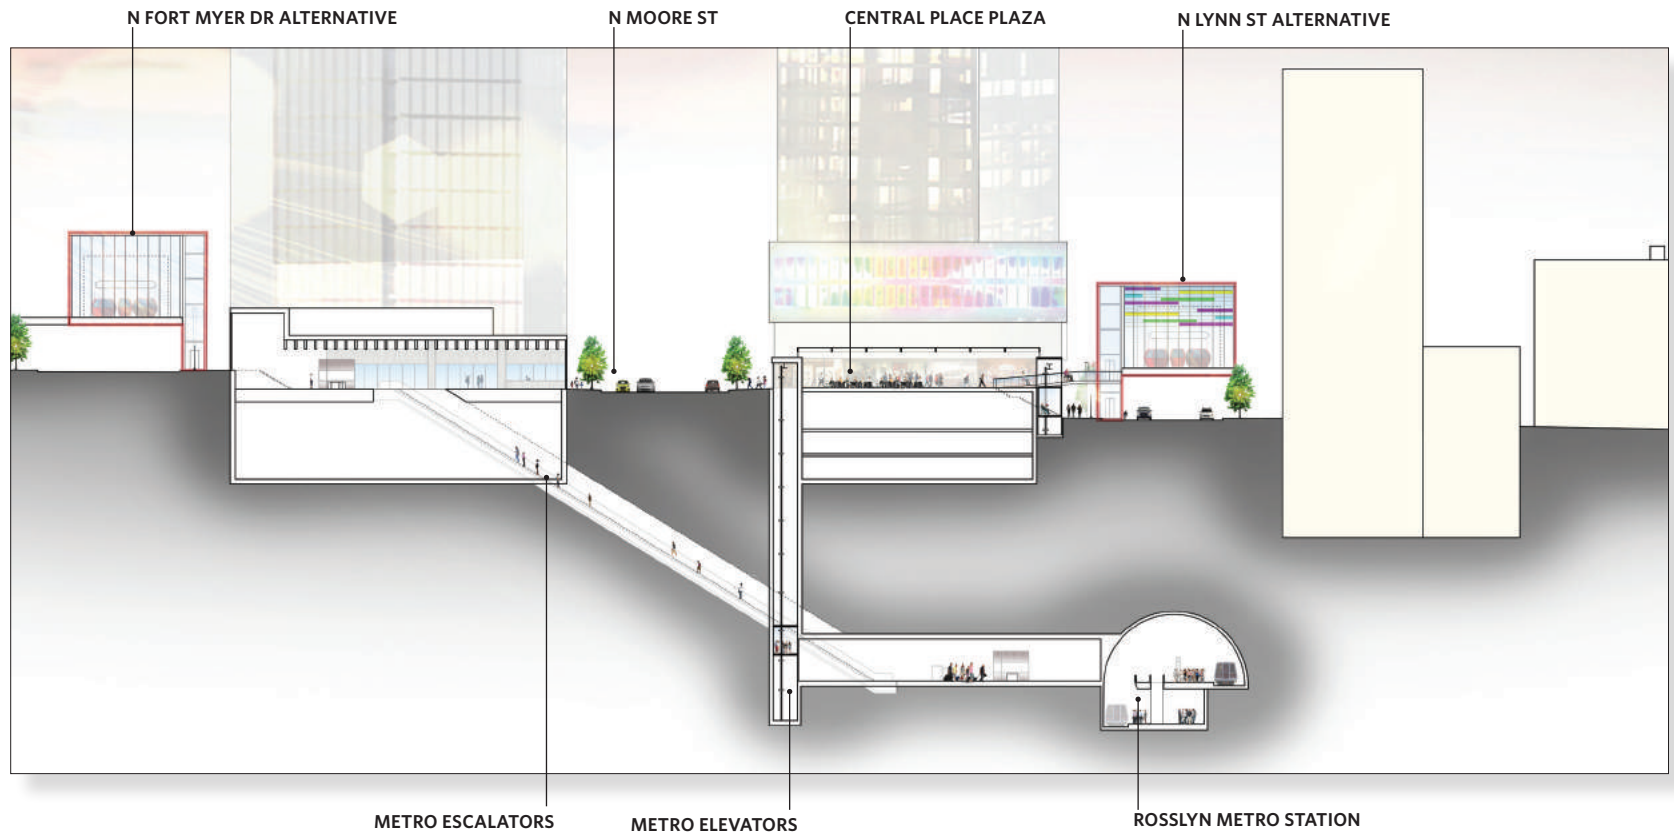 N FORT MYER DR ALTERNATIVE
N MOORE ST
CENTRAL PLACE PLAZA
N LYNN ST ALTERNATIVE
METRO ESCALATORS
METRO ELEVATORS
ROSSLYN METRO STATION